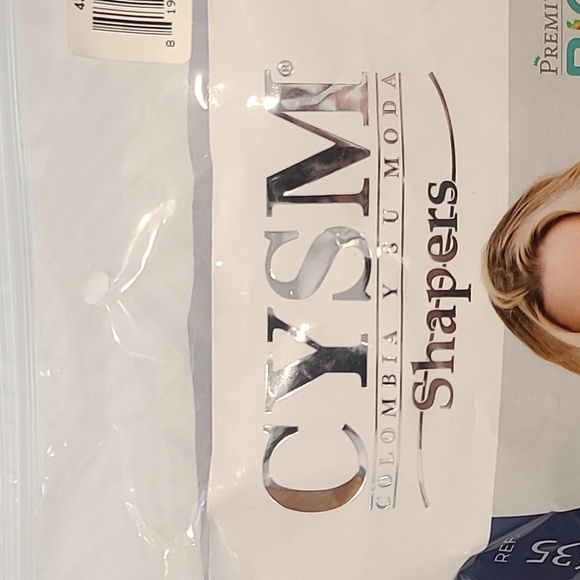 CYSM®
COLOMBIA Y SU MODA
Shapers
PREMI
REF
35